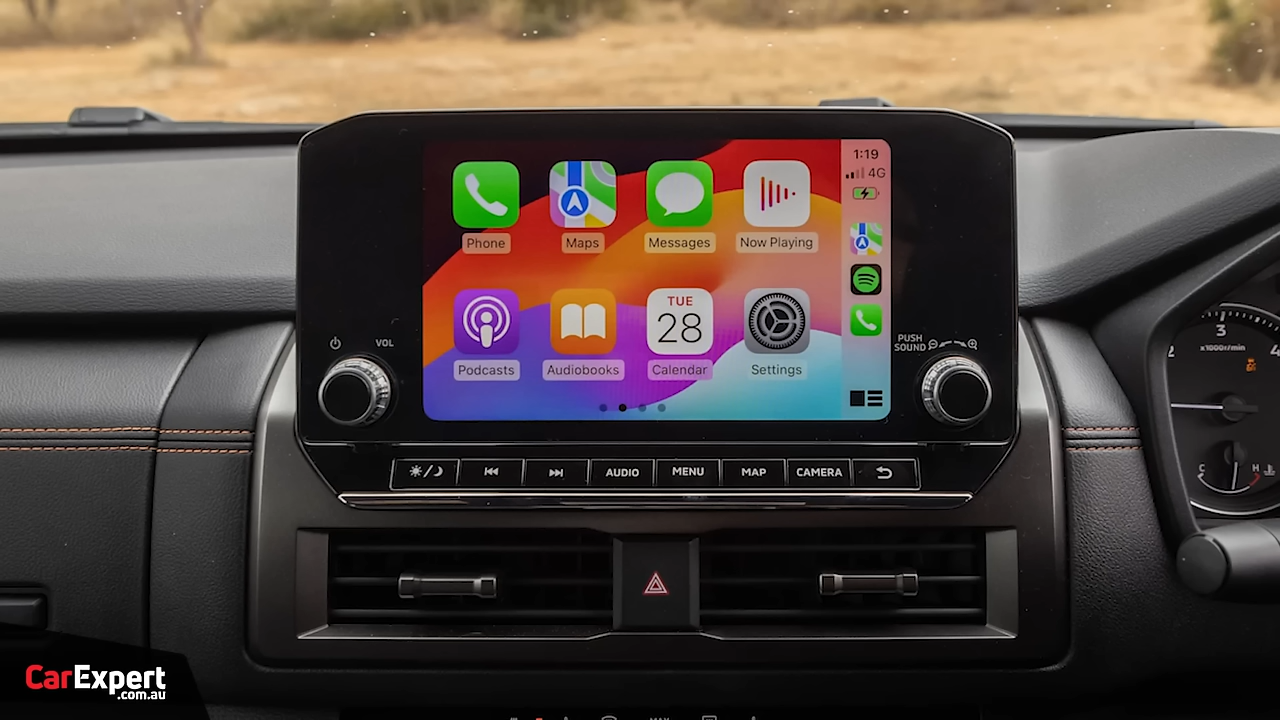 1:19
4G
Phone
Maps
Messages
Now Playing
TUE
28
Podcasts
Audiobooks
Calendar
Settings
VOL
PUSH
SOUND
AUDIO
MENU
MAP
CAMERA
2
3
4
x1000r/min
C
H
CarExpert
.com.au